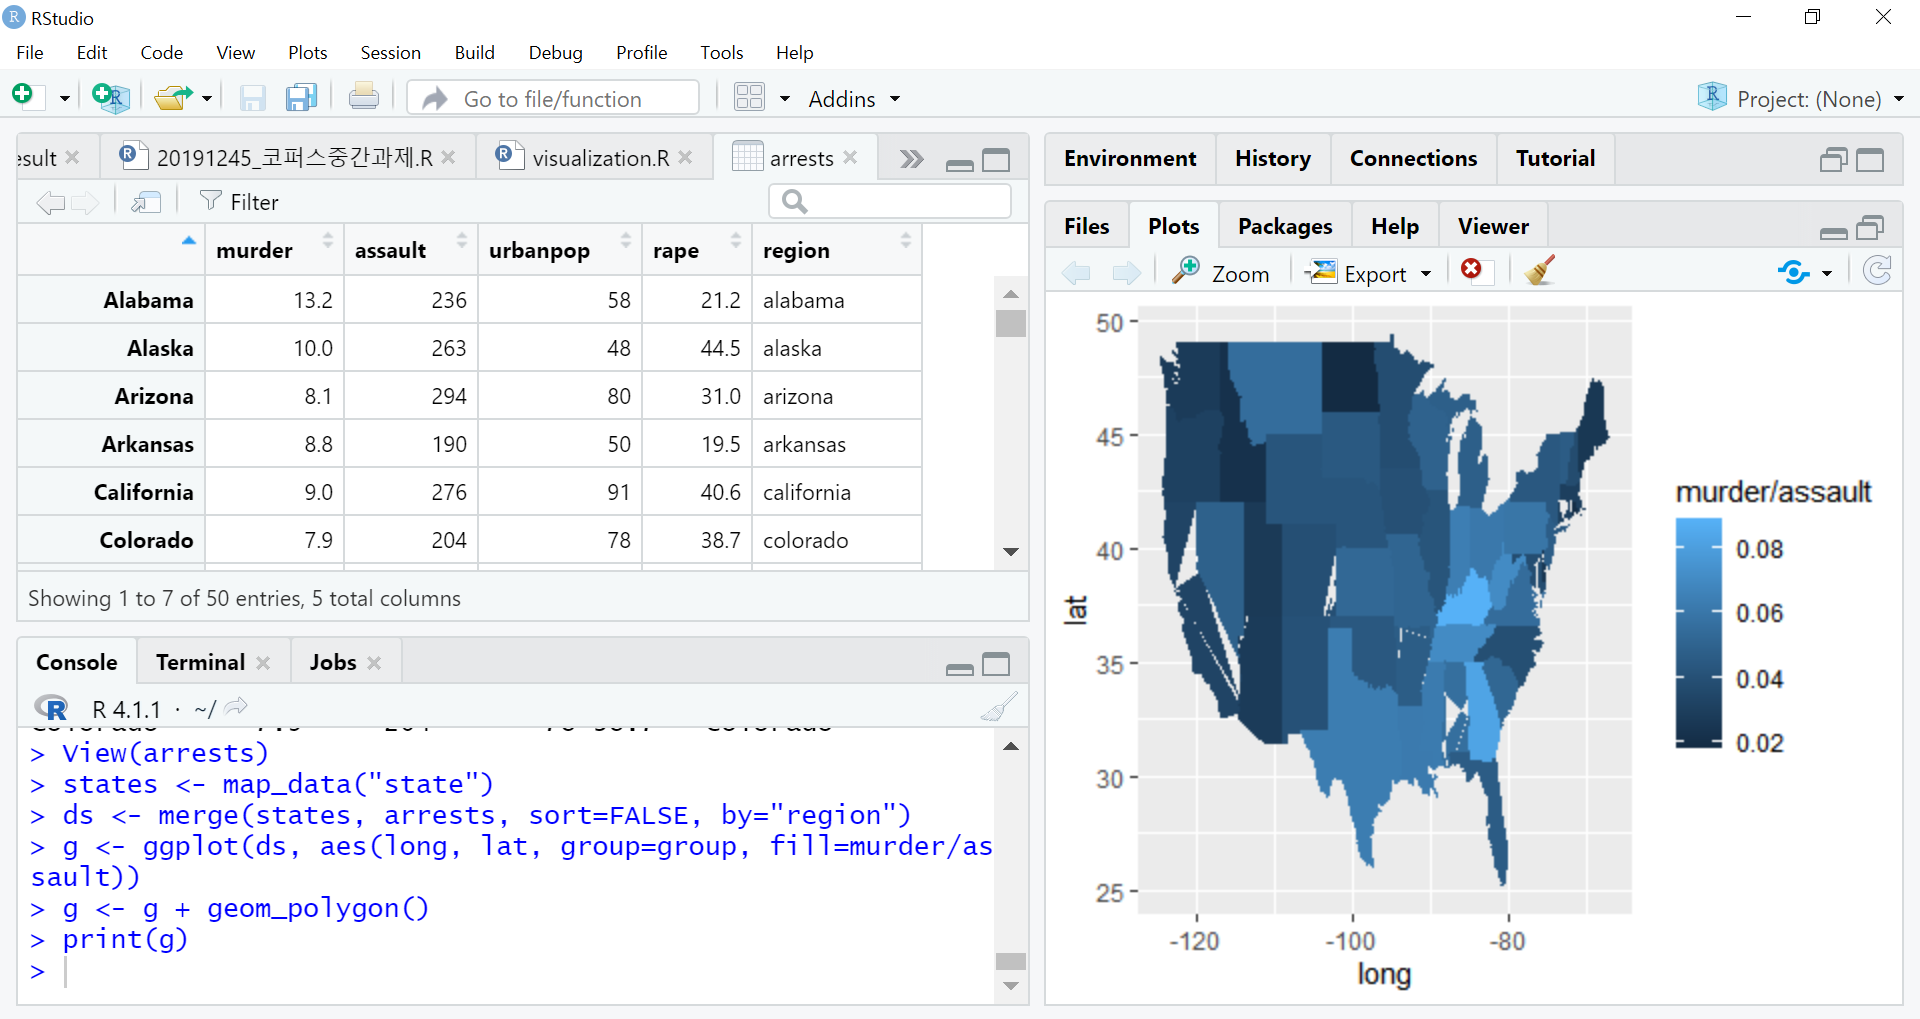 RStudio
File Edit Code View Plots Session Build Debug Profile Tools Help
Go to file/function Addins Project: (None)
esult 20191245_코퍼스중간과제.R visualization.R arrests
Filter
murder assault urbanpop rape region
Alabama 13.2 236 58 21.2 alabama
Alaska 10.0 263 48 44.5 alaska
Arizona 8.1 294 80 31.0 arizona
Arkansas 8.8 190 50 19.5 arkansas
California 9.0 276 91 40.6 california
Colorado 7.9 204 78 38.7 colorado
Showing 1 to 7 of 50 entries, 5 total columns
Console Terminal Jobs
R 4.1.1 · ~/
> View(arrests)
> states <- map_data("state")
> ds <- merge(states, arrests, sort=FALSE, by="region")
> g <- ggplot(ds, aes(long, lat, group=group, fill=murder/as
sault))
> g <- g + geom_polygon()
> print(g)
>
Environment History Connections Tutorial
Files Plots Packages Help Viewer
Zoom Export
50
45
40
35
30
25
lat
-120 -100 -80
long
murder/assault
0.08
0.06
0.04
0.02